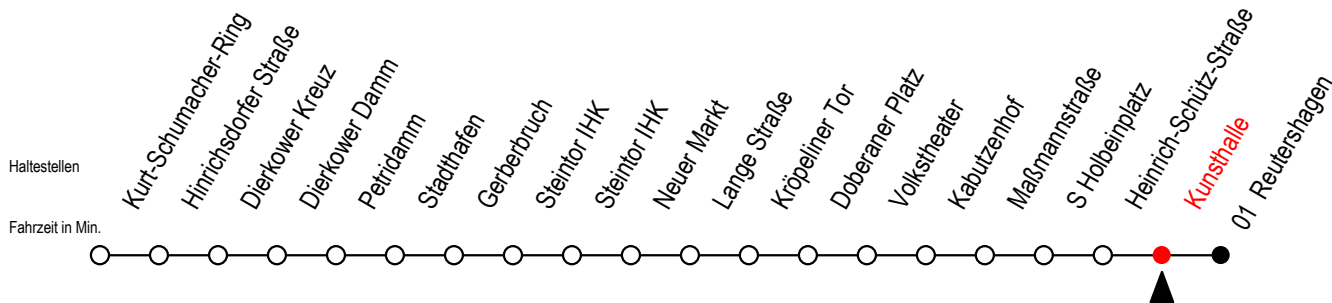 Haltestellen
Kurt-Schumacher-Ring
Hinrichsdorfer Straße
Dierkower Kreuz
Dierkower Damm
Petridamm
Stadthafen
Gerberbruch
Steintor IHK
Steintor IHK
Neuer Markt
Lange Straße
Kröpeliner Tor
Doberaner Platz
Volkstheater
Kabutzenhof
Maßmannstraße
S Holbeinplatz
Heinrich-Schütz-Straße
Kunsthalle
01 Reutershagen
Fahrzeit in Min.